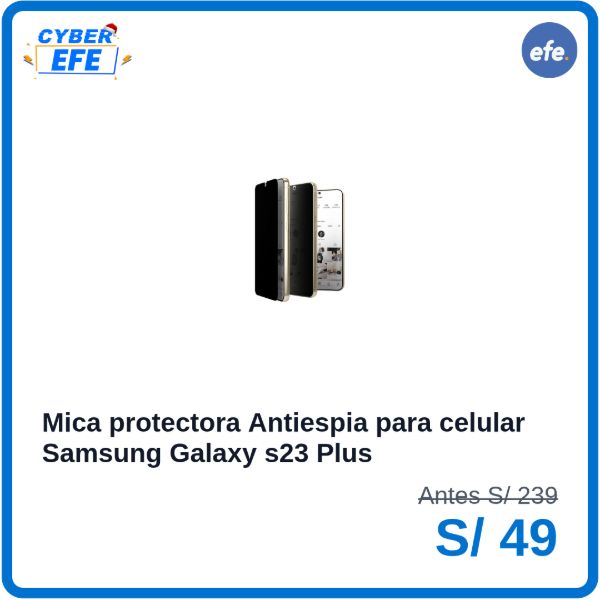 CYBER
EFE
efe.
Mica protectora Antiespia para celular
Samsung Galaxy s23 Plus
Antes S/ 239
S/ 49